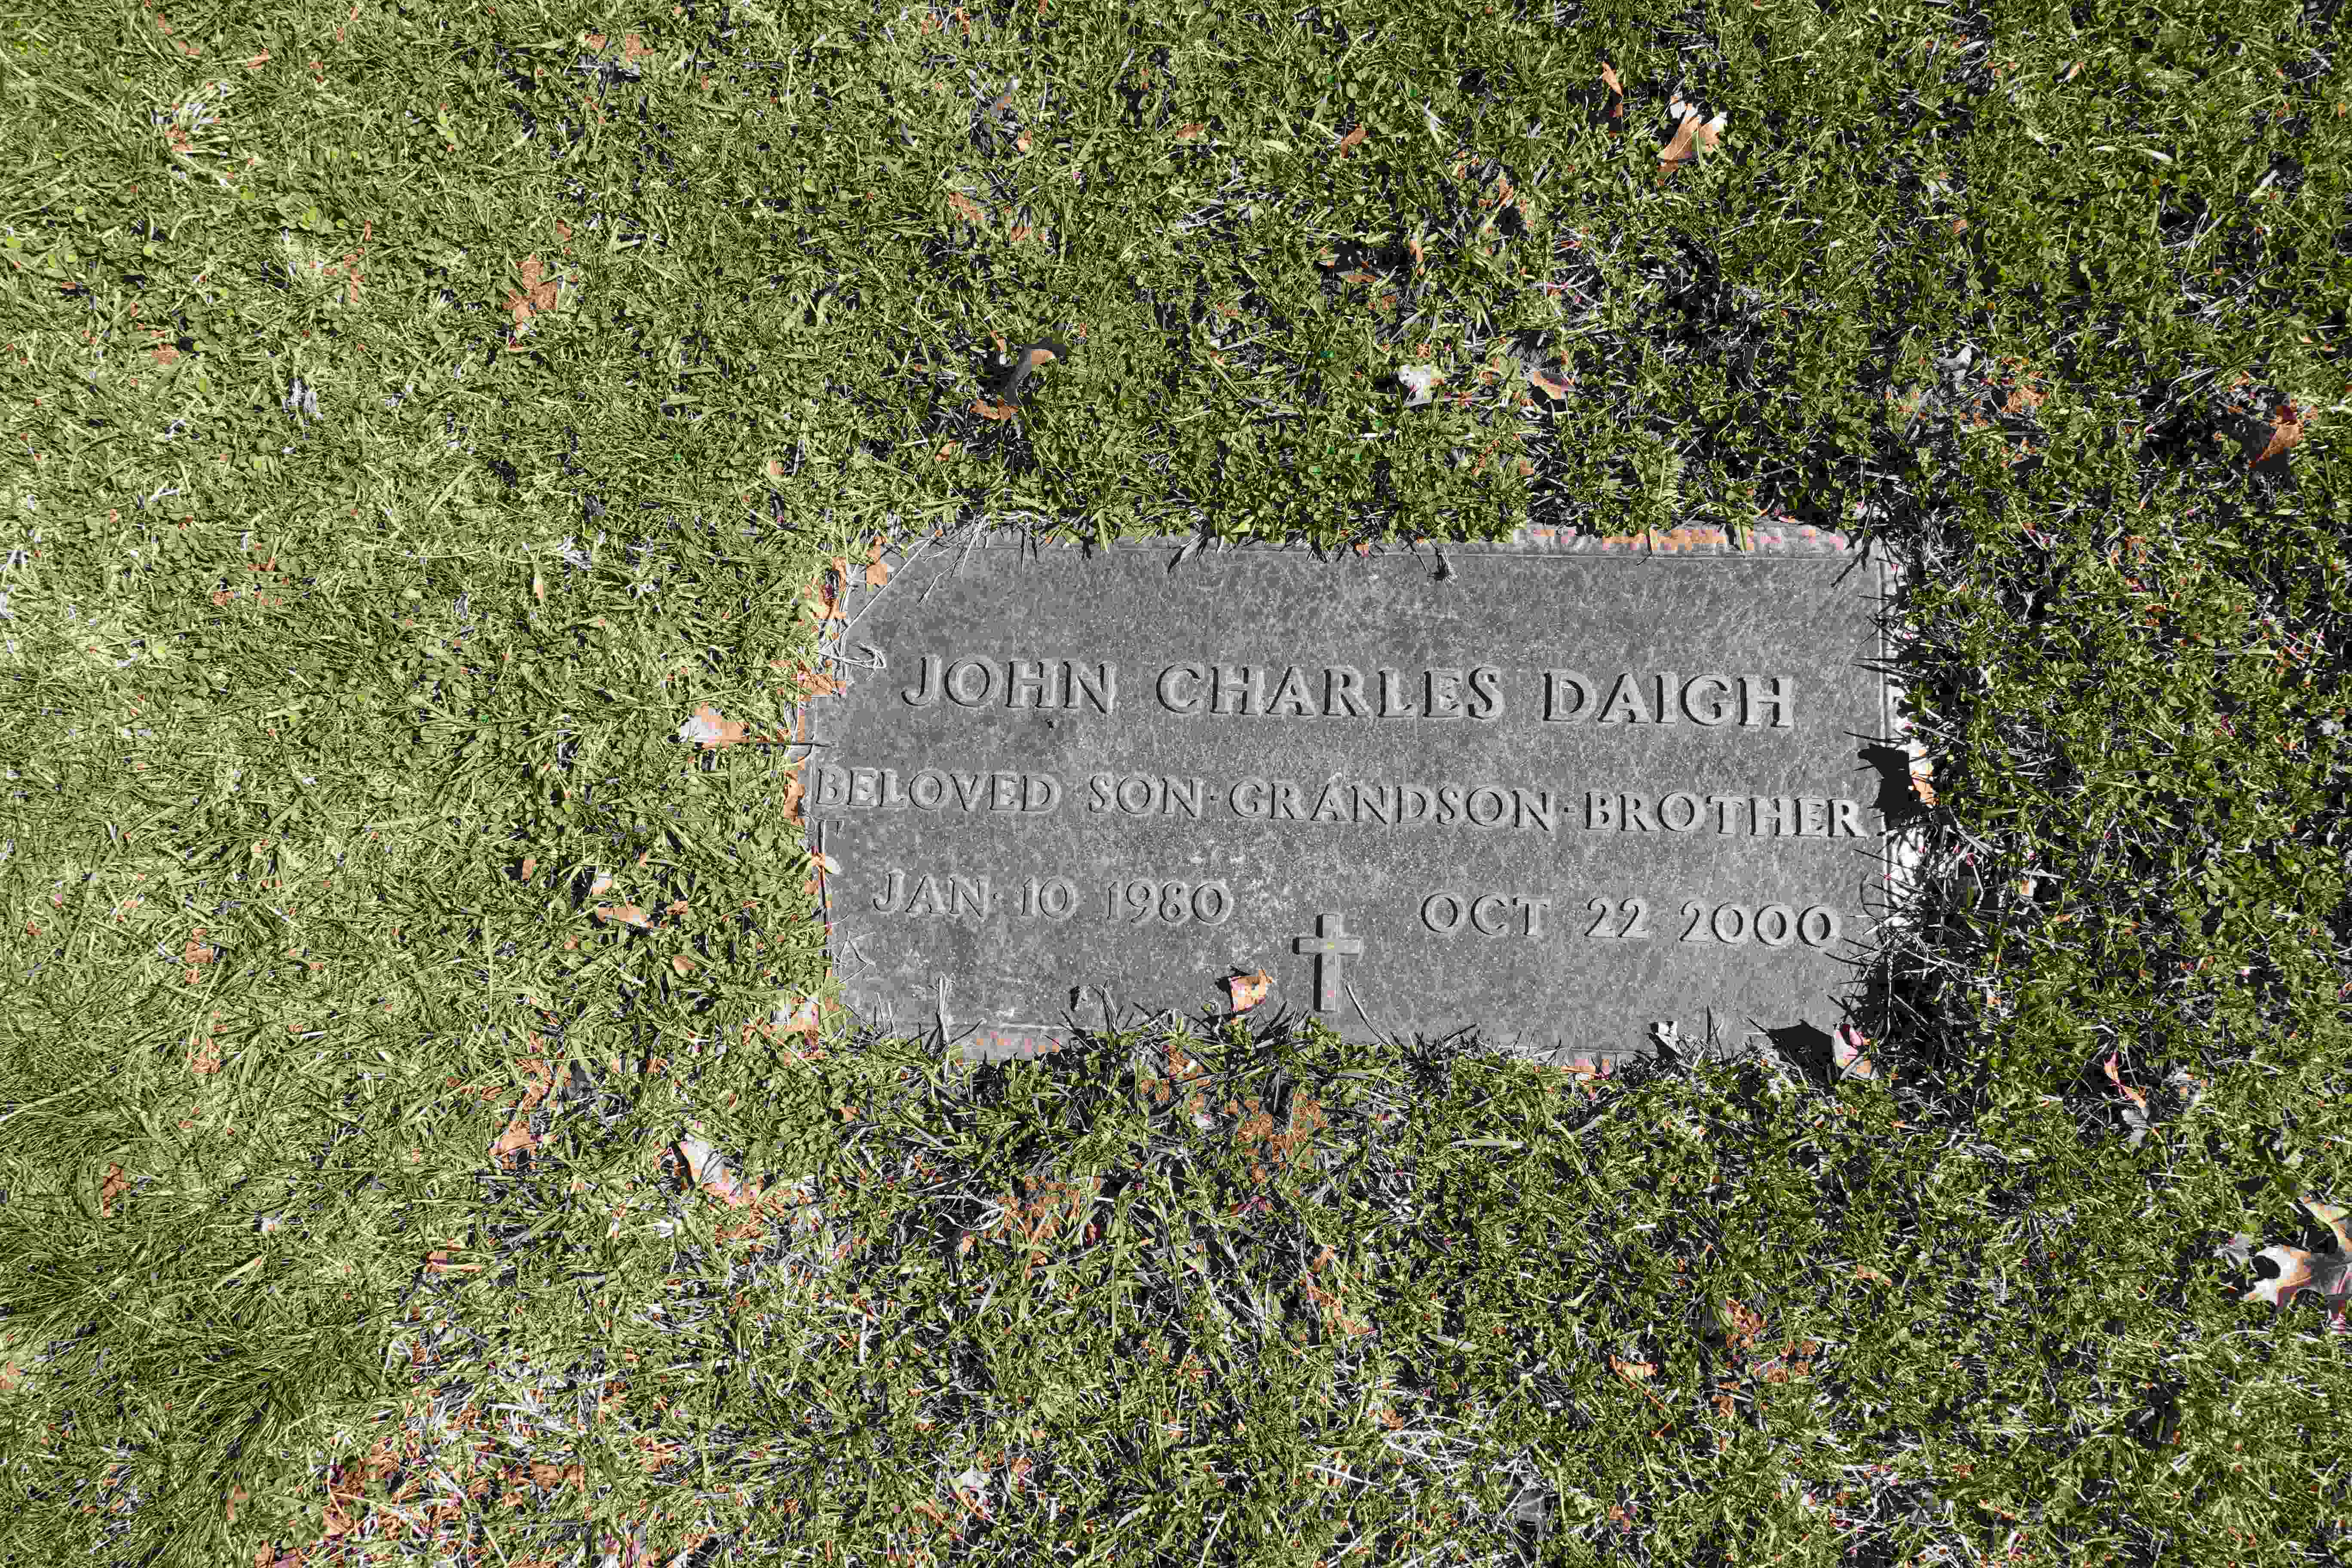 JOHN CHARLES DAIGH
BELOVED SON·GRANDSON·BROTHER
JAN·10 1980 OCT 22 2000